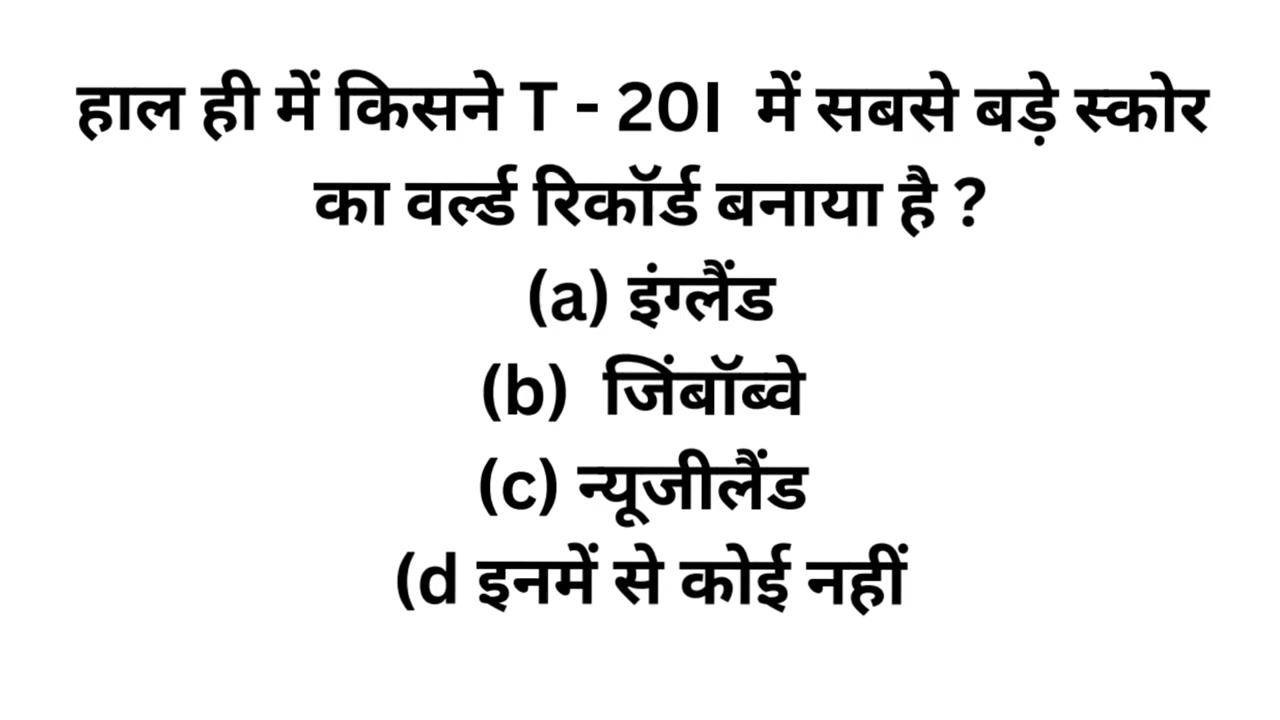 हाल ही में किसने T - 20I में सबसे बड़े स्कोर
का वर्ल्ड रिकॉर्ड बनाया है ?
(a) इंग्लैंड
(b) जिंबॉब्वे
(c) न्यूजीलैंड
(d इनमें से कोई नहीं